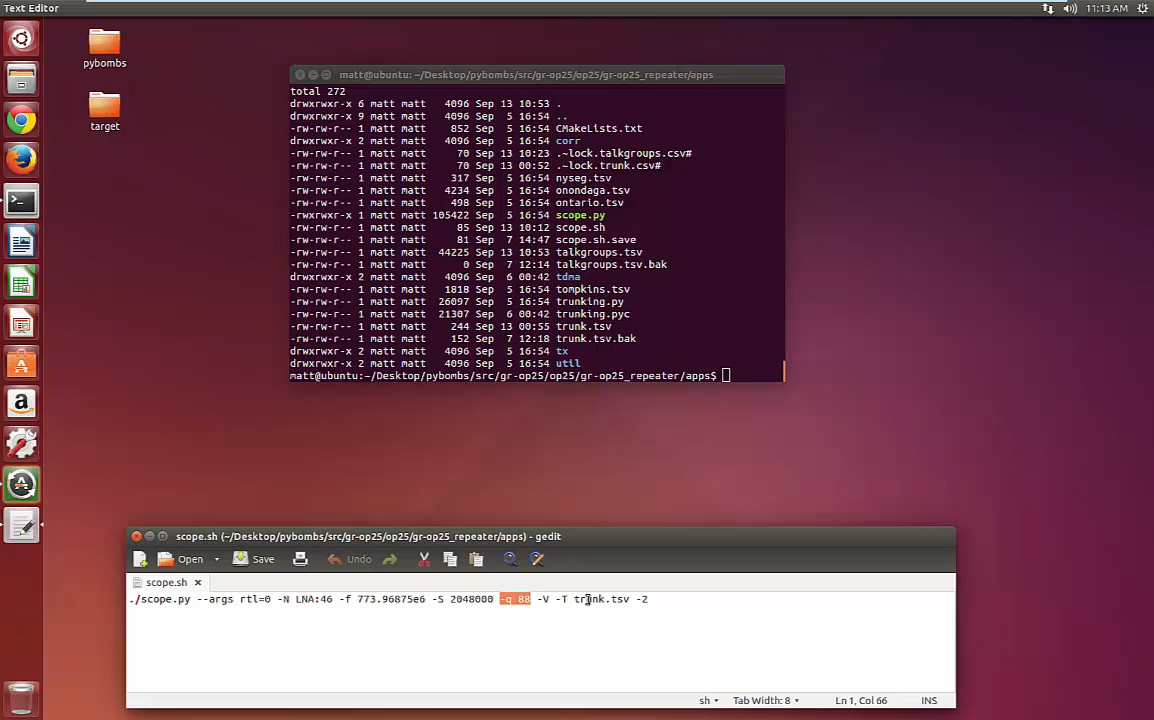 Text Editor
11:13 AM
pybombs
target
matt@ubuntu: ~/Desktop/pybombs/src/gr-op25/op25/gr-op25_repeater/apps
total 272
drwxrwxr-x 6 matt matt 4096 Sep 13 10:53 .
drwxrwxr-x 9 matt matt 4096 Sep 5 16:54 ..
-rw-rw-r-- 1 matt matt 852 Sep 5 16:54 CMakeLists.txt
drwxrwxr-x 2 matt matt 4096 Sep 5 16:54 corr
-rw-rw-r-- 1 matt matt 70 Sep 13 10:23 .~lock.talkgroups.csv#
-rw-rw-r-- 1 matt matt 70 Sep 13 00:52 .~lock.trunk.csv#
-rw-rw-r-- 1 matt matt 317 Sep 5 16:54 nyseg.tsv
-rw-rw-r-- 1 matt matt 4234 Sep 5 16:54 onondaga.tsv
-rw-rw-r-- 1 matt matt 498 Sep 5 16:54 ontario.tsv
-rwxrwxr-x 1 matt matt 105422 Sep 5 16:54 scope.py
-rw-rw-r-- 1 matt matt 85 Sep 13 10:12 scope.sh
-rw-rw-r-- 1 matt matt 81 Sep 7 14:47 scope.sh.save
-rw-rw-r-- 1 matt matt 44225 Sep 13 10:53 talkgroups.tsv
-rw-rw-r-- 1 matt matt 0 Sep 7 12:14 talkgroups.tsv.bak
drwxrwxr-x 2 matt matt 4096 Sep 6 00:42 tdma
-rw-rw-r-- 1 matt matt 1818 Sep 5 16:54 tompkins.tsv
-rw-rw-r-- 1 matt matt 26097 Sep 5 16:54 trunking.py
-rw-rw-r-- 1 matt matt 21307 Sep 6 00:42 trunking.pyc
-rw-rw-r-- 1 matt matt 244 Sep 13 00:55 trunk.tsv
-rw-rw-r-- 1 matt matt 152 Sep 7 12:18 trunk.tsv.bak
drwxrwxr-x 2 matt matt 4096 Sep 5 16:54 tx
drwxrwxr-x 2 matt matt 4096 Sep 5 16:54 util
matt@ubuntu:~/Desktop/pybombs/src/gr-op25/op25/gr-op25_repeater/apps$
scope.sh (~/Desktop/pybombs/src/gr-op25/op25/gr-op25_repeater/apps) - gedit
Open Save Undo
scope.sh
./scope.py --args rtl=0 -N LNA:46 -f 773.96875e6 -S 2048000 -q 88 -V -T trunk.tsv -2
sh Tab Width: 8 Ln 1, Col 66 INS